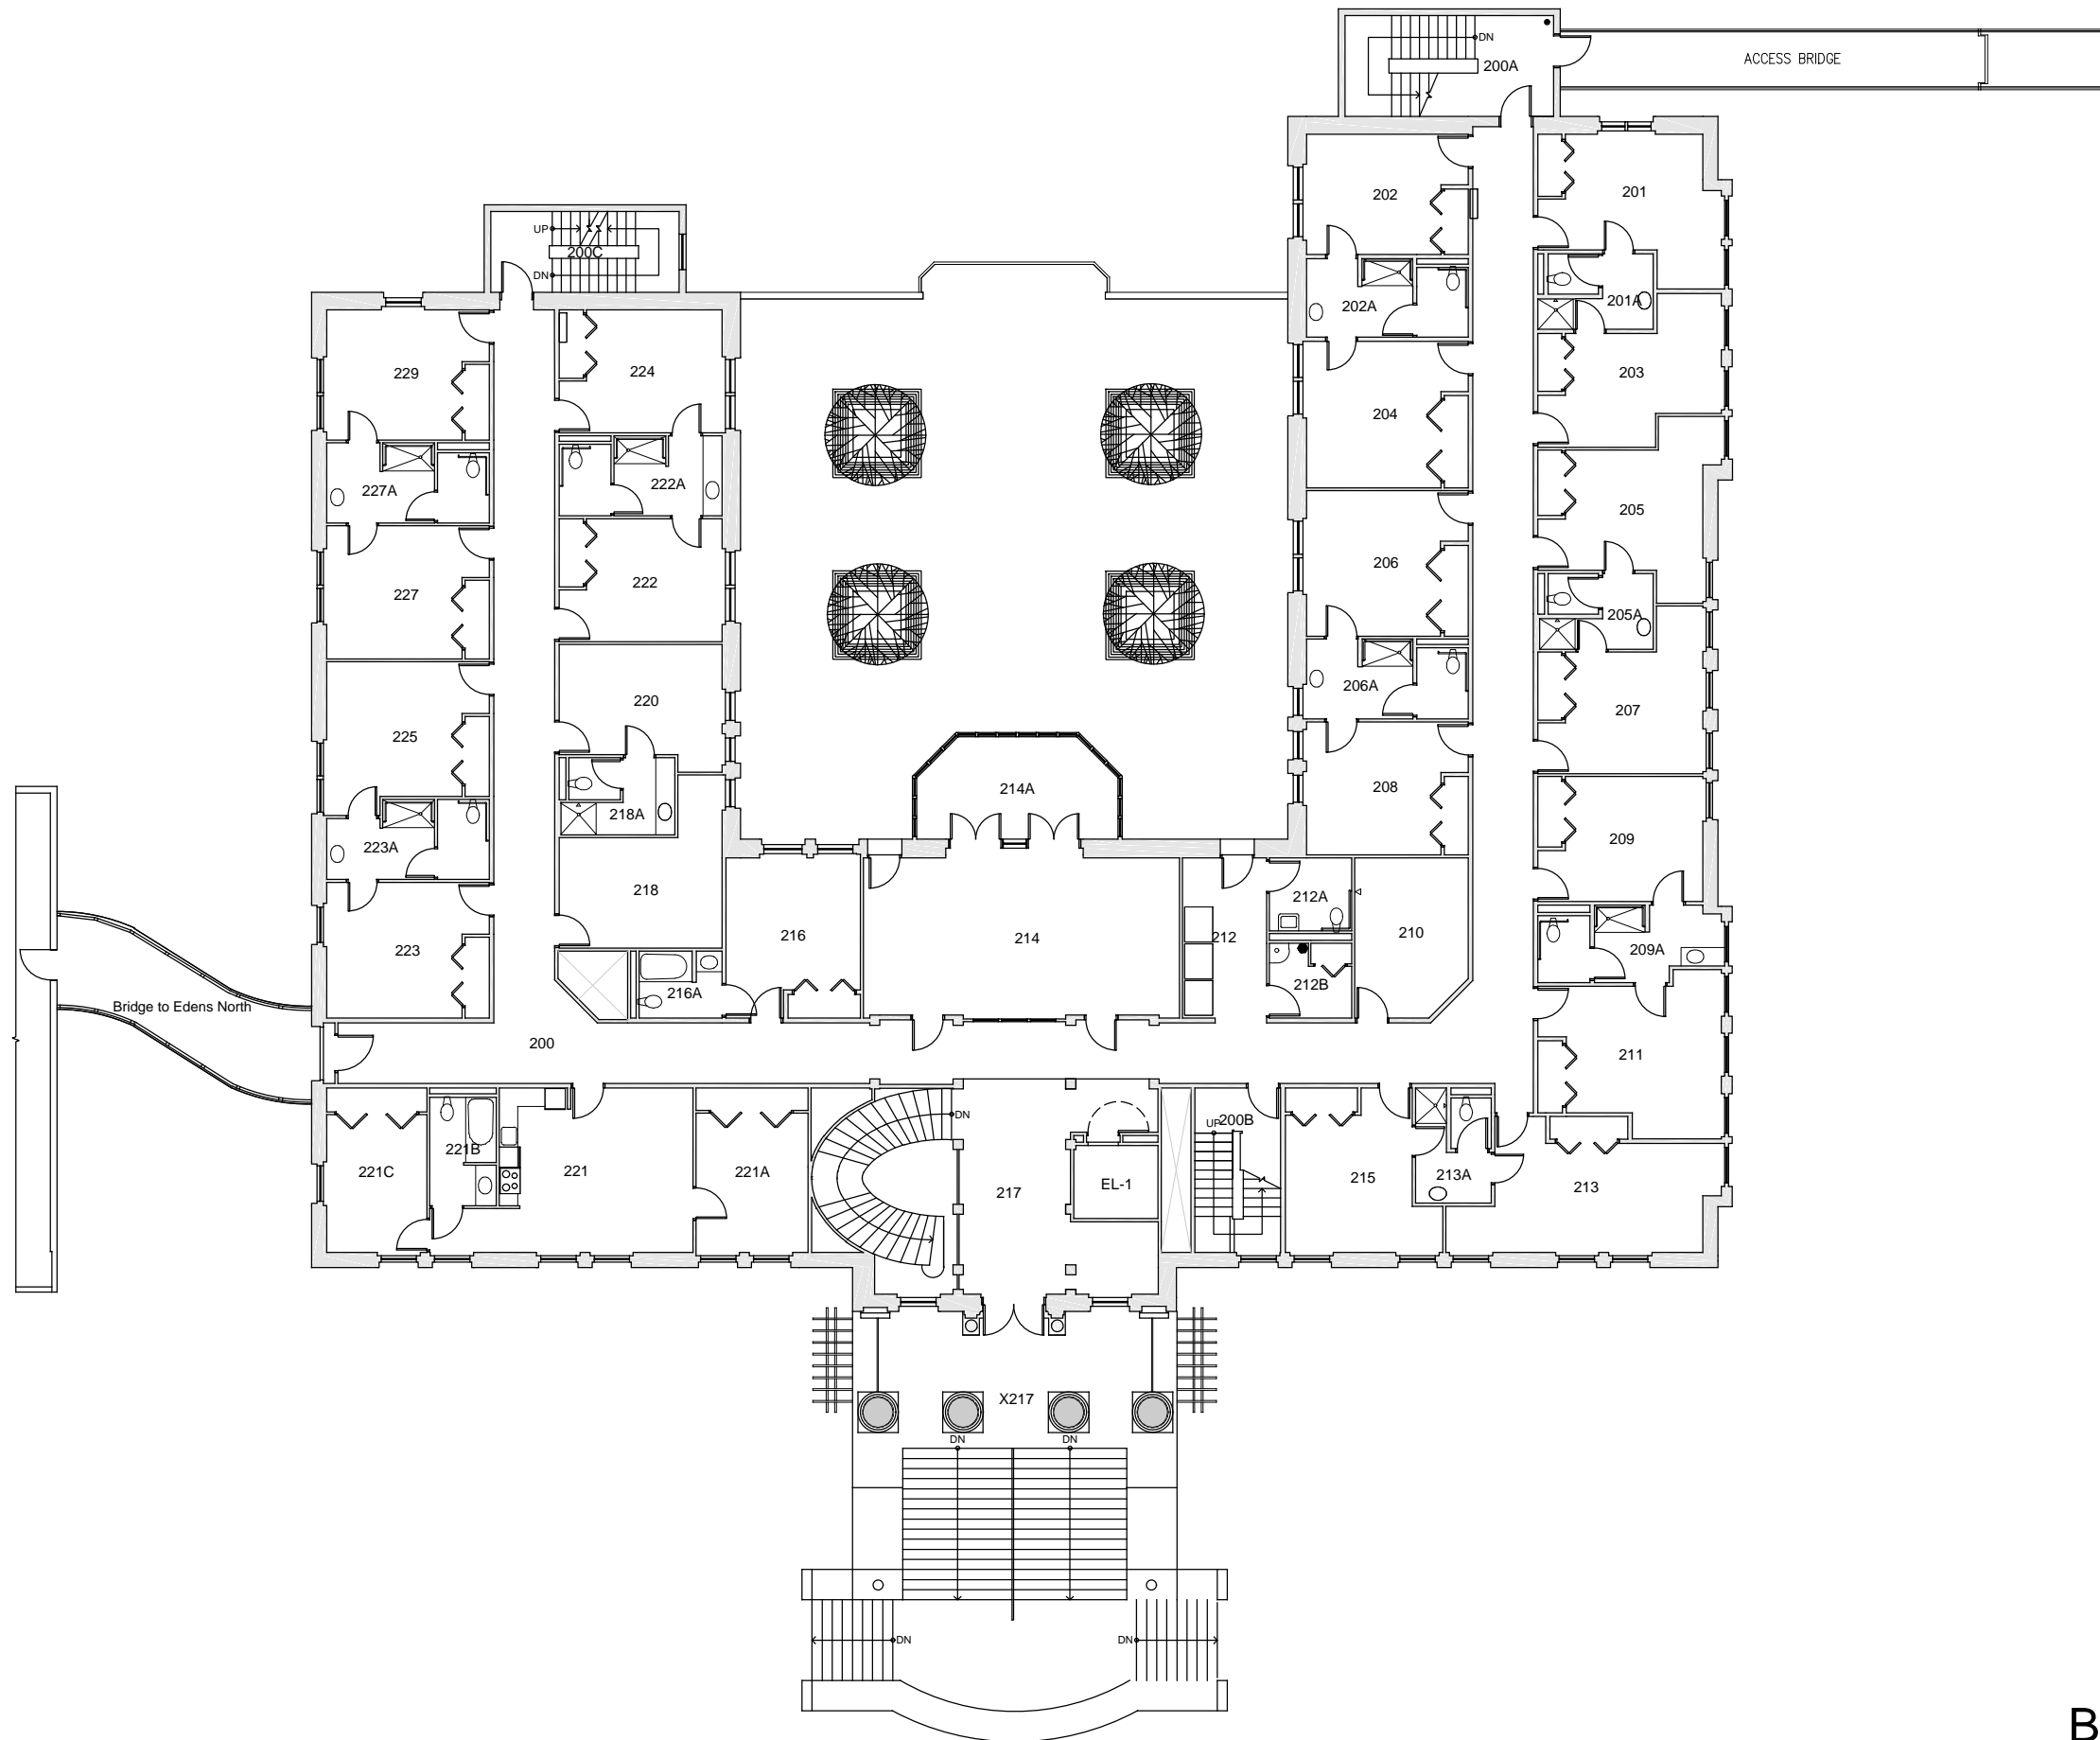 DN
200A
ACCESS BRIDGE
202
201
UP
200C
DN
202A
201A
229
224
203
204
227A
222A
205
206
227
222
205A
220
206A
207
225
214A
208
218A
223A
209
218
212A
216
214
212
210
223
209A
216A
212B
Bridge to Edens North
200
211
DN
UP
200B
221B
221C
221
221A
217
EL-1
215
213A
213
X217
DN
DN
DN
DN
B